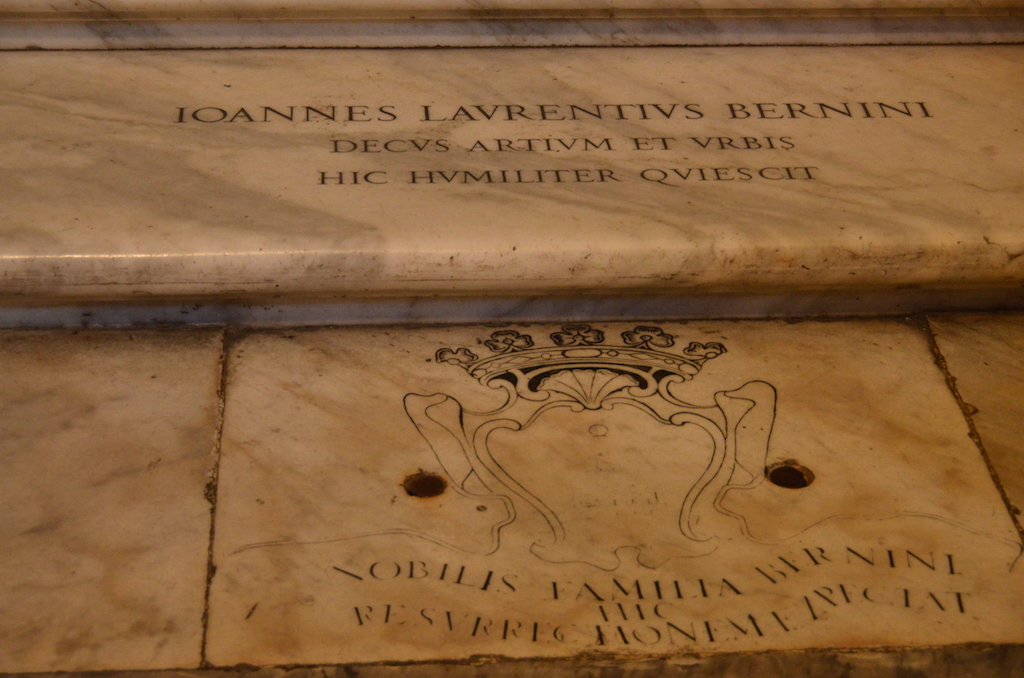 IOANNES LAVRENTIVS BERNINI
DECVS ARTIVM ET VRBIS
HIC HVMILITER QVIESCIT
NOBILIS FAMILIA BERNINI
HIC
RESVRRECTIONEM EXPECTAT